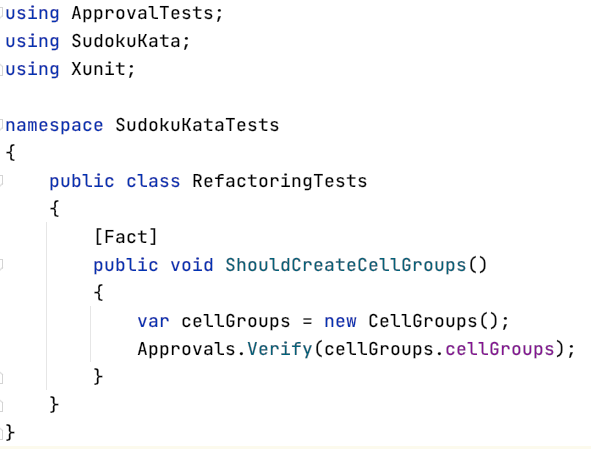 using ApprovalTests;
using SudokuKata;
using Xunit;

namespace SudokuKataTests
{
    public class RefactoringTests
    {
        [Fact]
        public void ShouldCreateCellGroups()
        {
            var cellGroups = new CellGroups();
            Approvals.Verify(cellGroups.cellGroups);
        }
    }
}